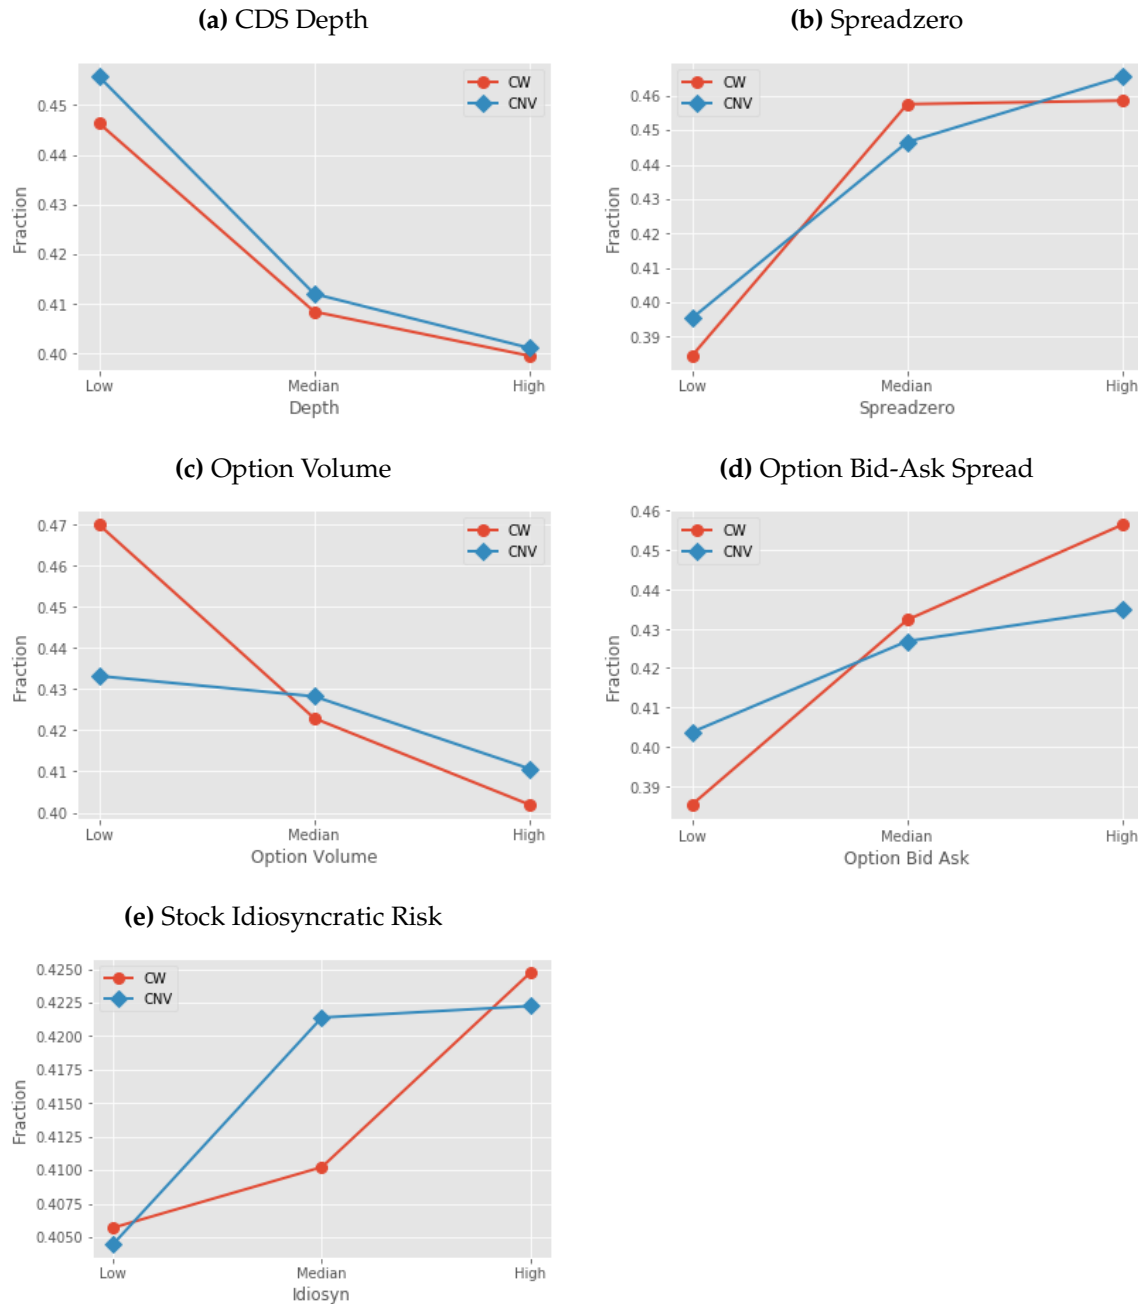 (a) CDS Depth
CW
CNV
0.45
0.44
0.43
0.42
0.41
0.40
Fraction
Low
Median
High
Depth
(b) Spreadzero
CW
CNV
0.46
0.45
0.44
0.43
0.42
0.41
0.40
0.39
Fraction
Low
Median
High
Spreadzero
(c) Option Volume
CW
CNV
0.47
0.46
0.45
0.44
0.43
0.42
0.41
0.40
Fraction
Low
Median
High
Option Volume
(d) Option Bid-Ask Spread
CW
CNV
0.46
0.45
0.44
0.43
0.42
0.41
0.40
0.39
Fraction
Low
Median
High
Option Bid Ask
(e) Stock Idiosyncratic Risk
CW
CNV
0.4250
0.4225
0.4200
0.4175
0.4150
0.4125
0.4100
0.4075
0.4050
Fraction
Low
Median
High
Idiosyn